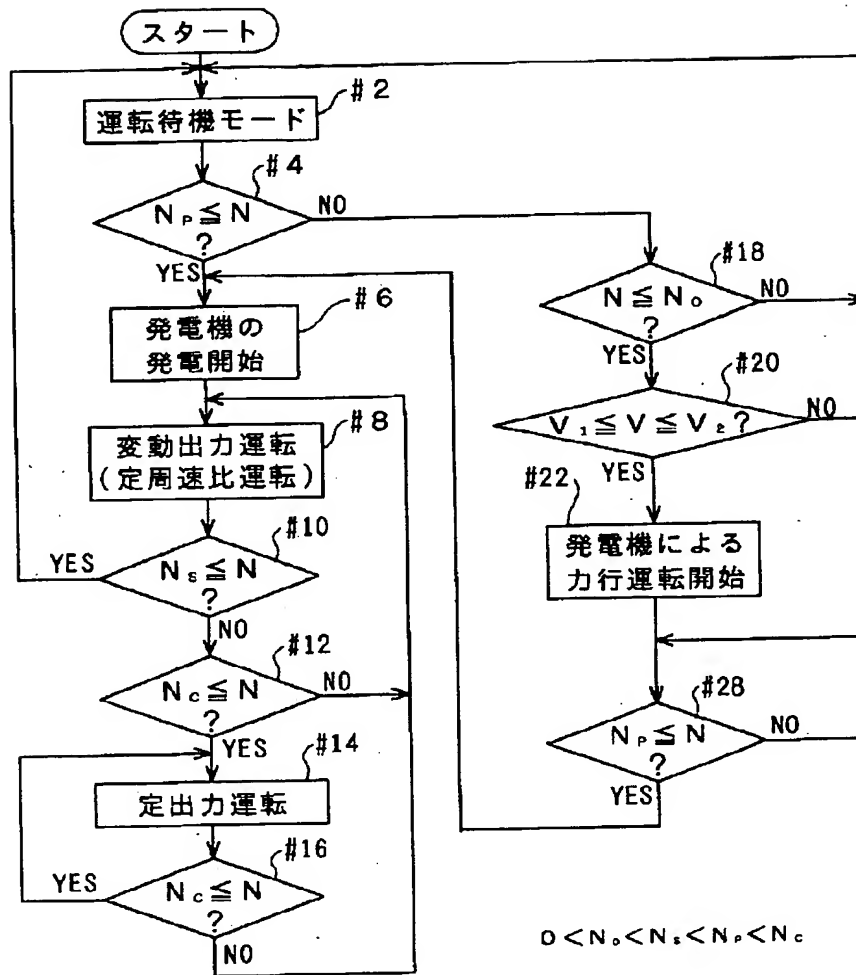 スタート
#2
運転待機モード
#4
NP≦N
?
NO
YES
#6
発電機の
発電開始
#8
変動出力運転
(定周速比運転)
#10
YES
NS≦N
?
NO
#12
NC≦N
?
NO
YES
#14
定出力運転
#16
YES
NC≦N
?
NO
#18
N≦NO
?
NO
YES
#20
V1≦V≦V2?
NO
YES
#22
発電機による
力行運転開始
#28
NP≦N
?
NO
YES
0<NO<NS<NP<NC